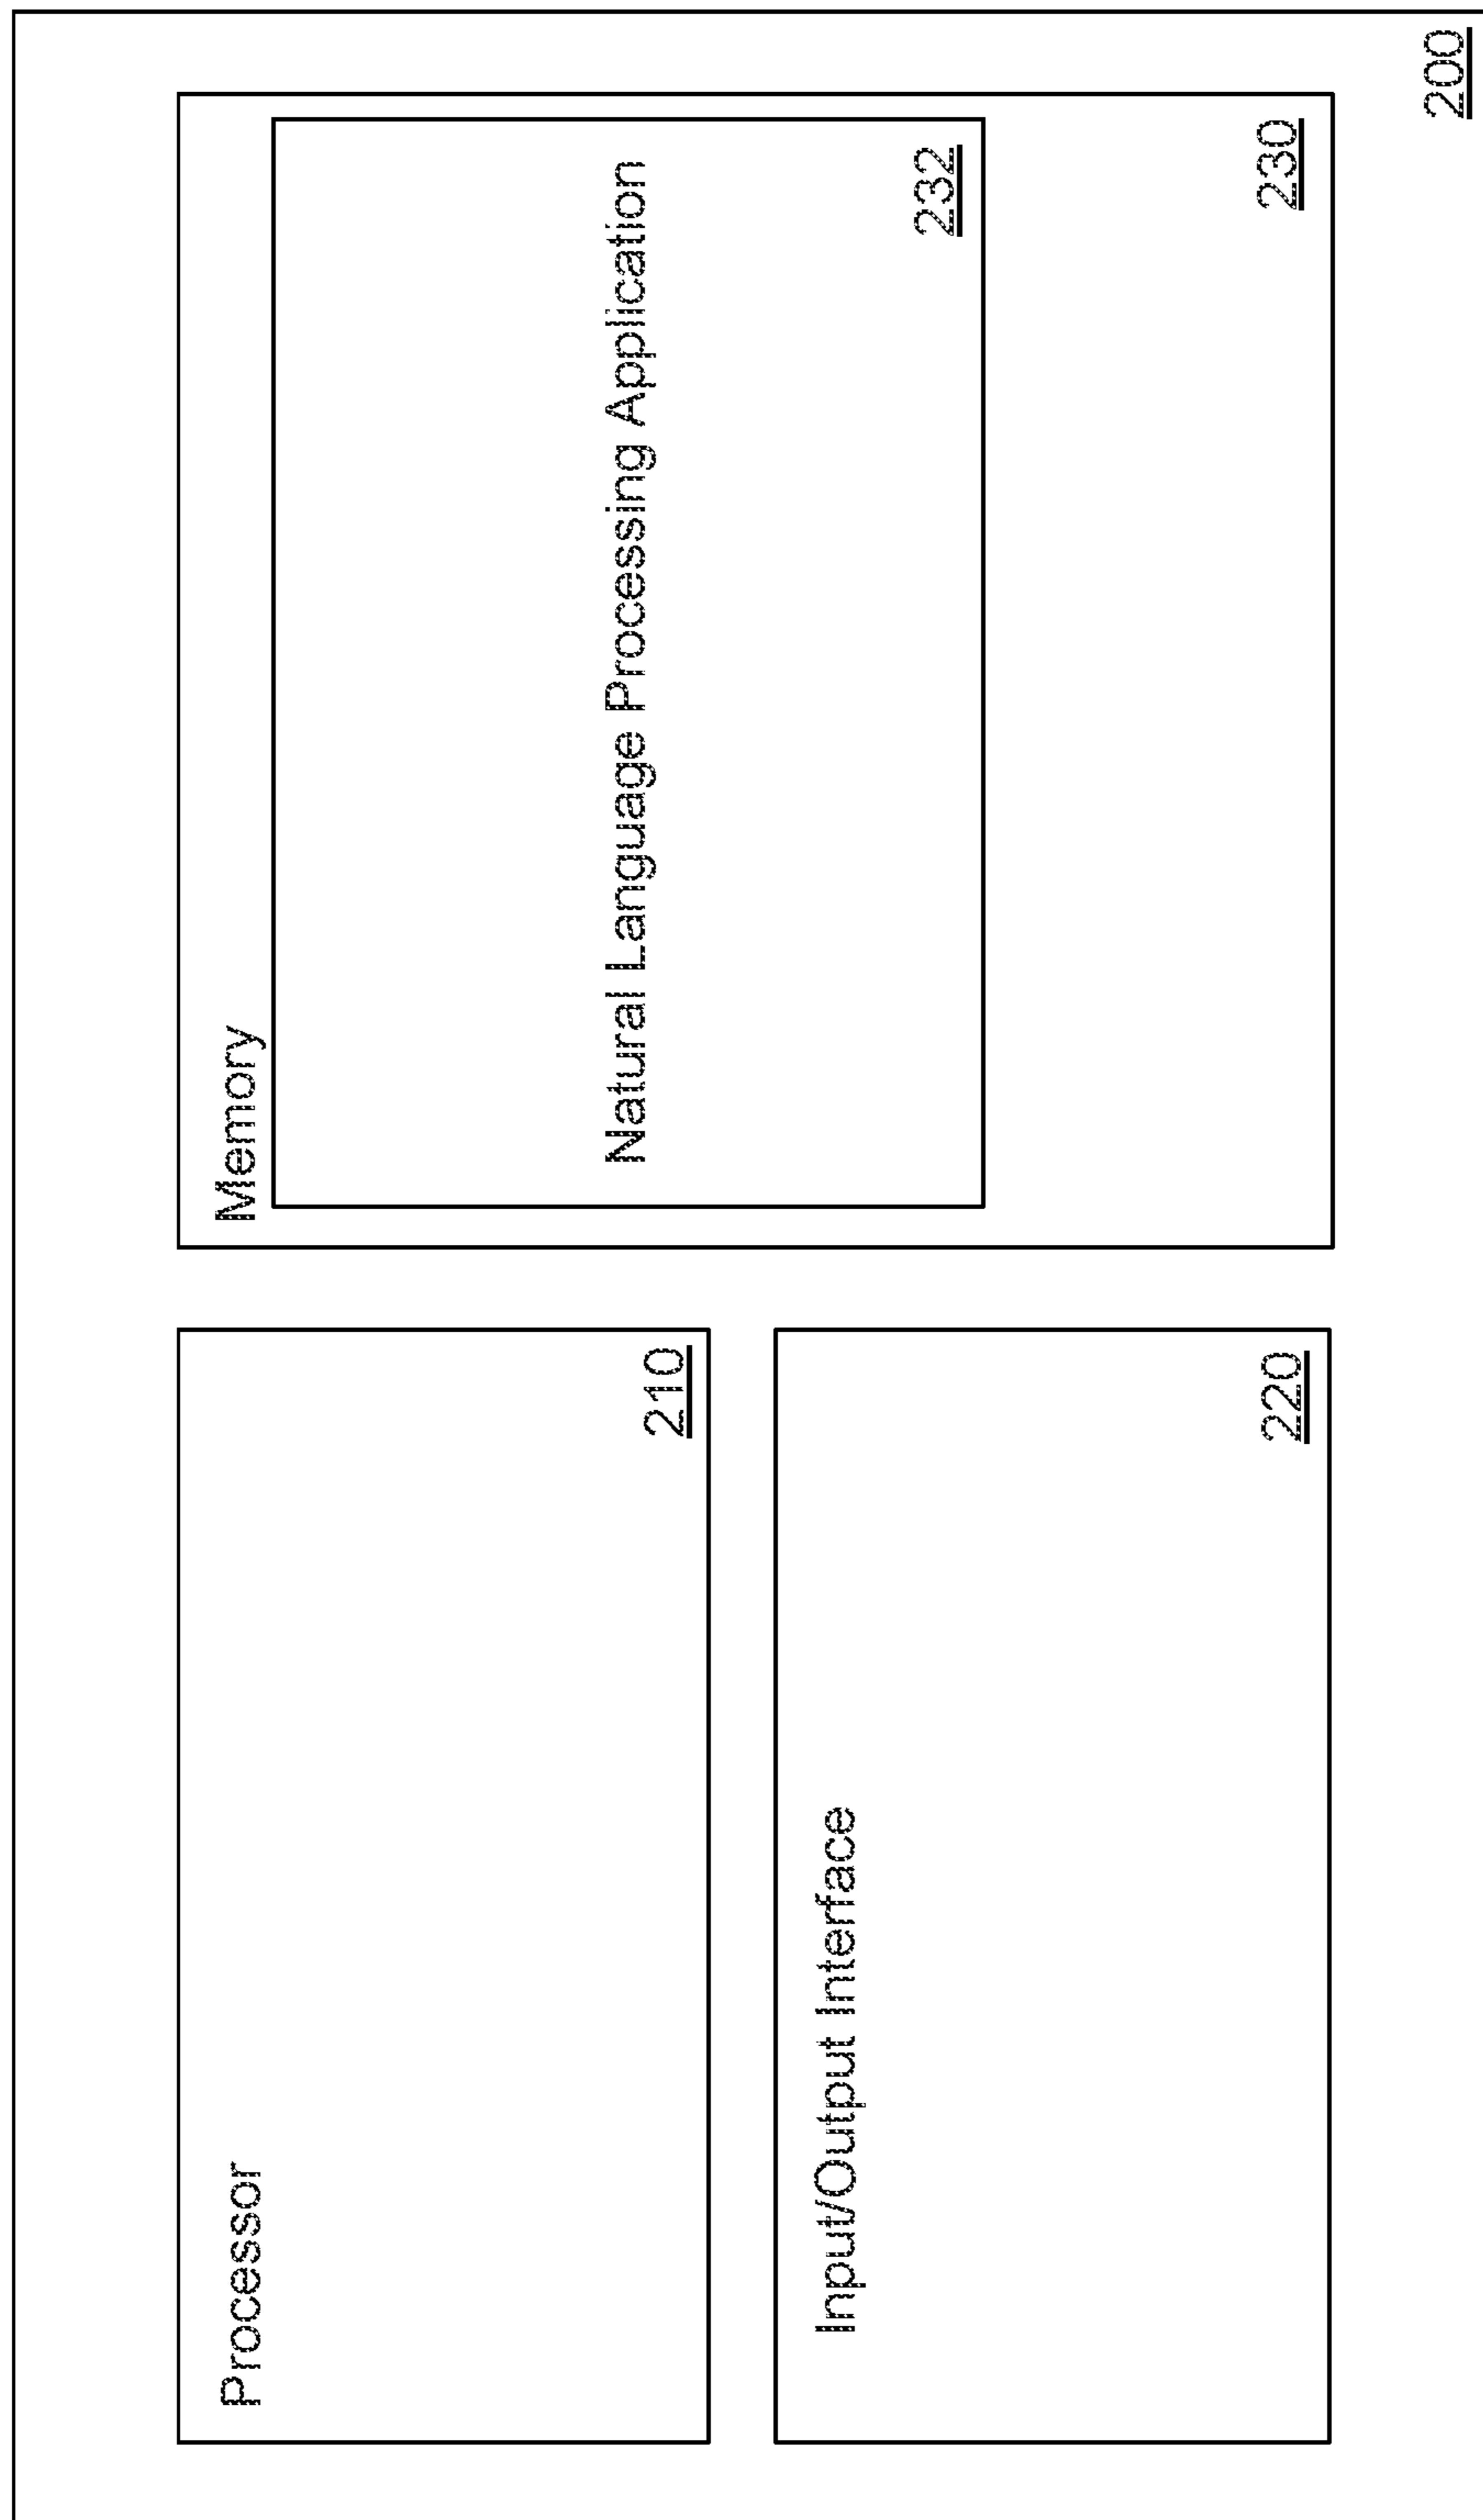 Processor
210
Input/Output Interface
220
Memory
Natural Language Processing Application
232
230
200